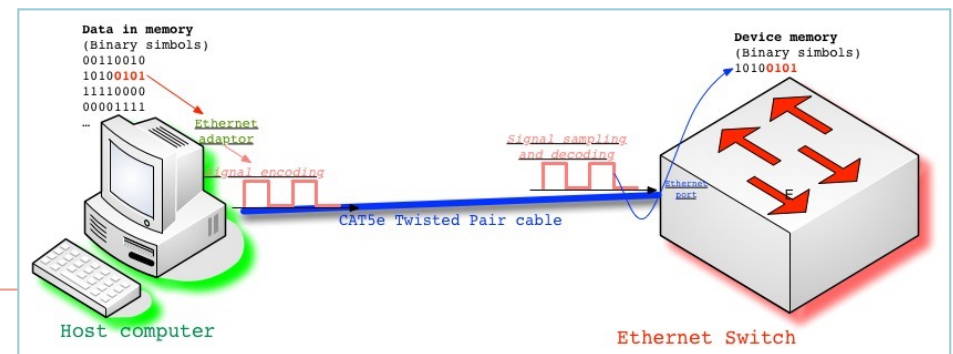 Data in memory
(Binary simbols)
00110010
10100101
11110000
00001111
…
Ethernet
adaptor
Signal encoding
CAT5e Twisted Pair cable
Signal sampling
and decoding
Ethernet
port
Device memory
(Binary simbols)
10100101
E
Host computer
Ethernet Switch